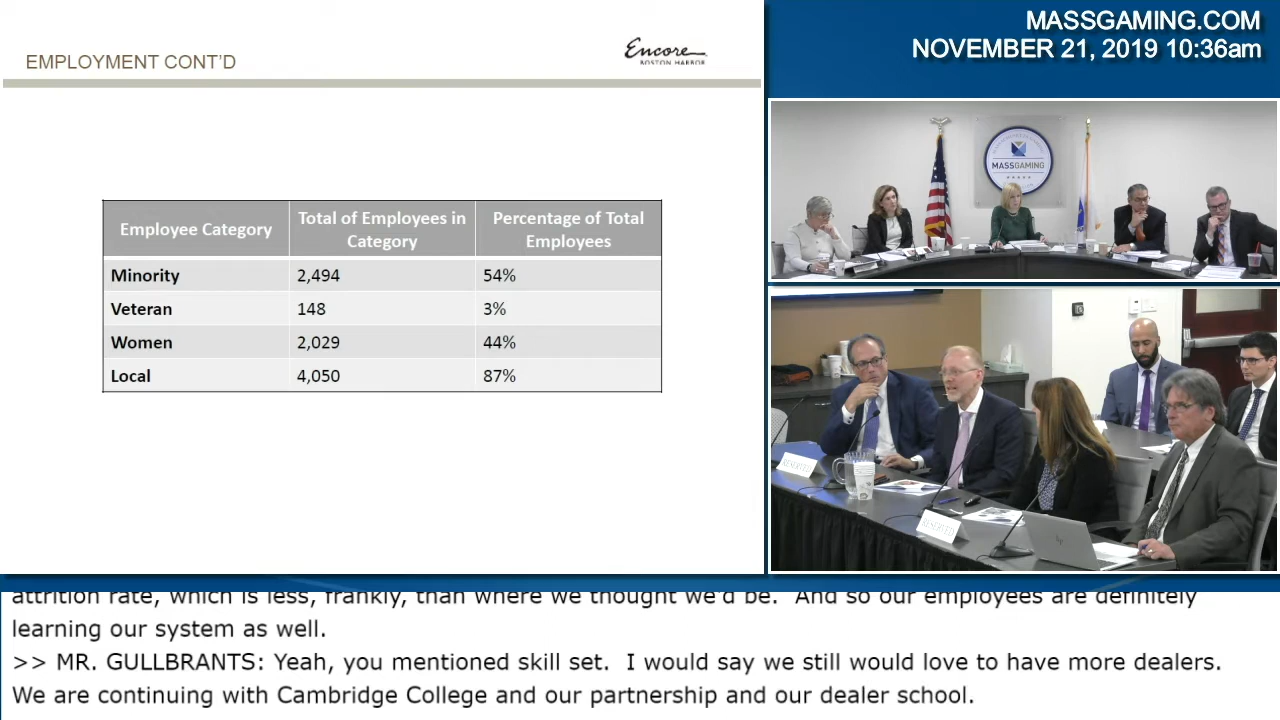 EMPLOYMENT CONT'D
Encore
BOSTON HARBOR
Employee Category
Total of Employees in
Category
Percentage of Total
Employees
Minority 2,494 54%
Veteran 148 3%
Women 2,029 44%
Local 4,050 87%
MASSGAMING.COM
NOVEMBER 21, 2019 10:36am
MASSGAMING
RESERVED
RESERVED
attrition rate, which is less, frankly, than where we thought we'd be. And so our employees are definitely
learning our system as well.
>> MR. GULLBRANTS: Yeah, you mentioned skill set. I would say we still would love to have more dealers.
We are continuing with Cambridge College and our partnership and our dealer school.